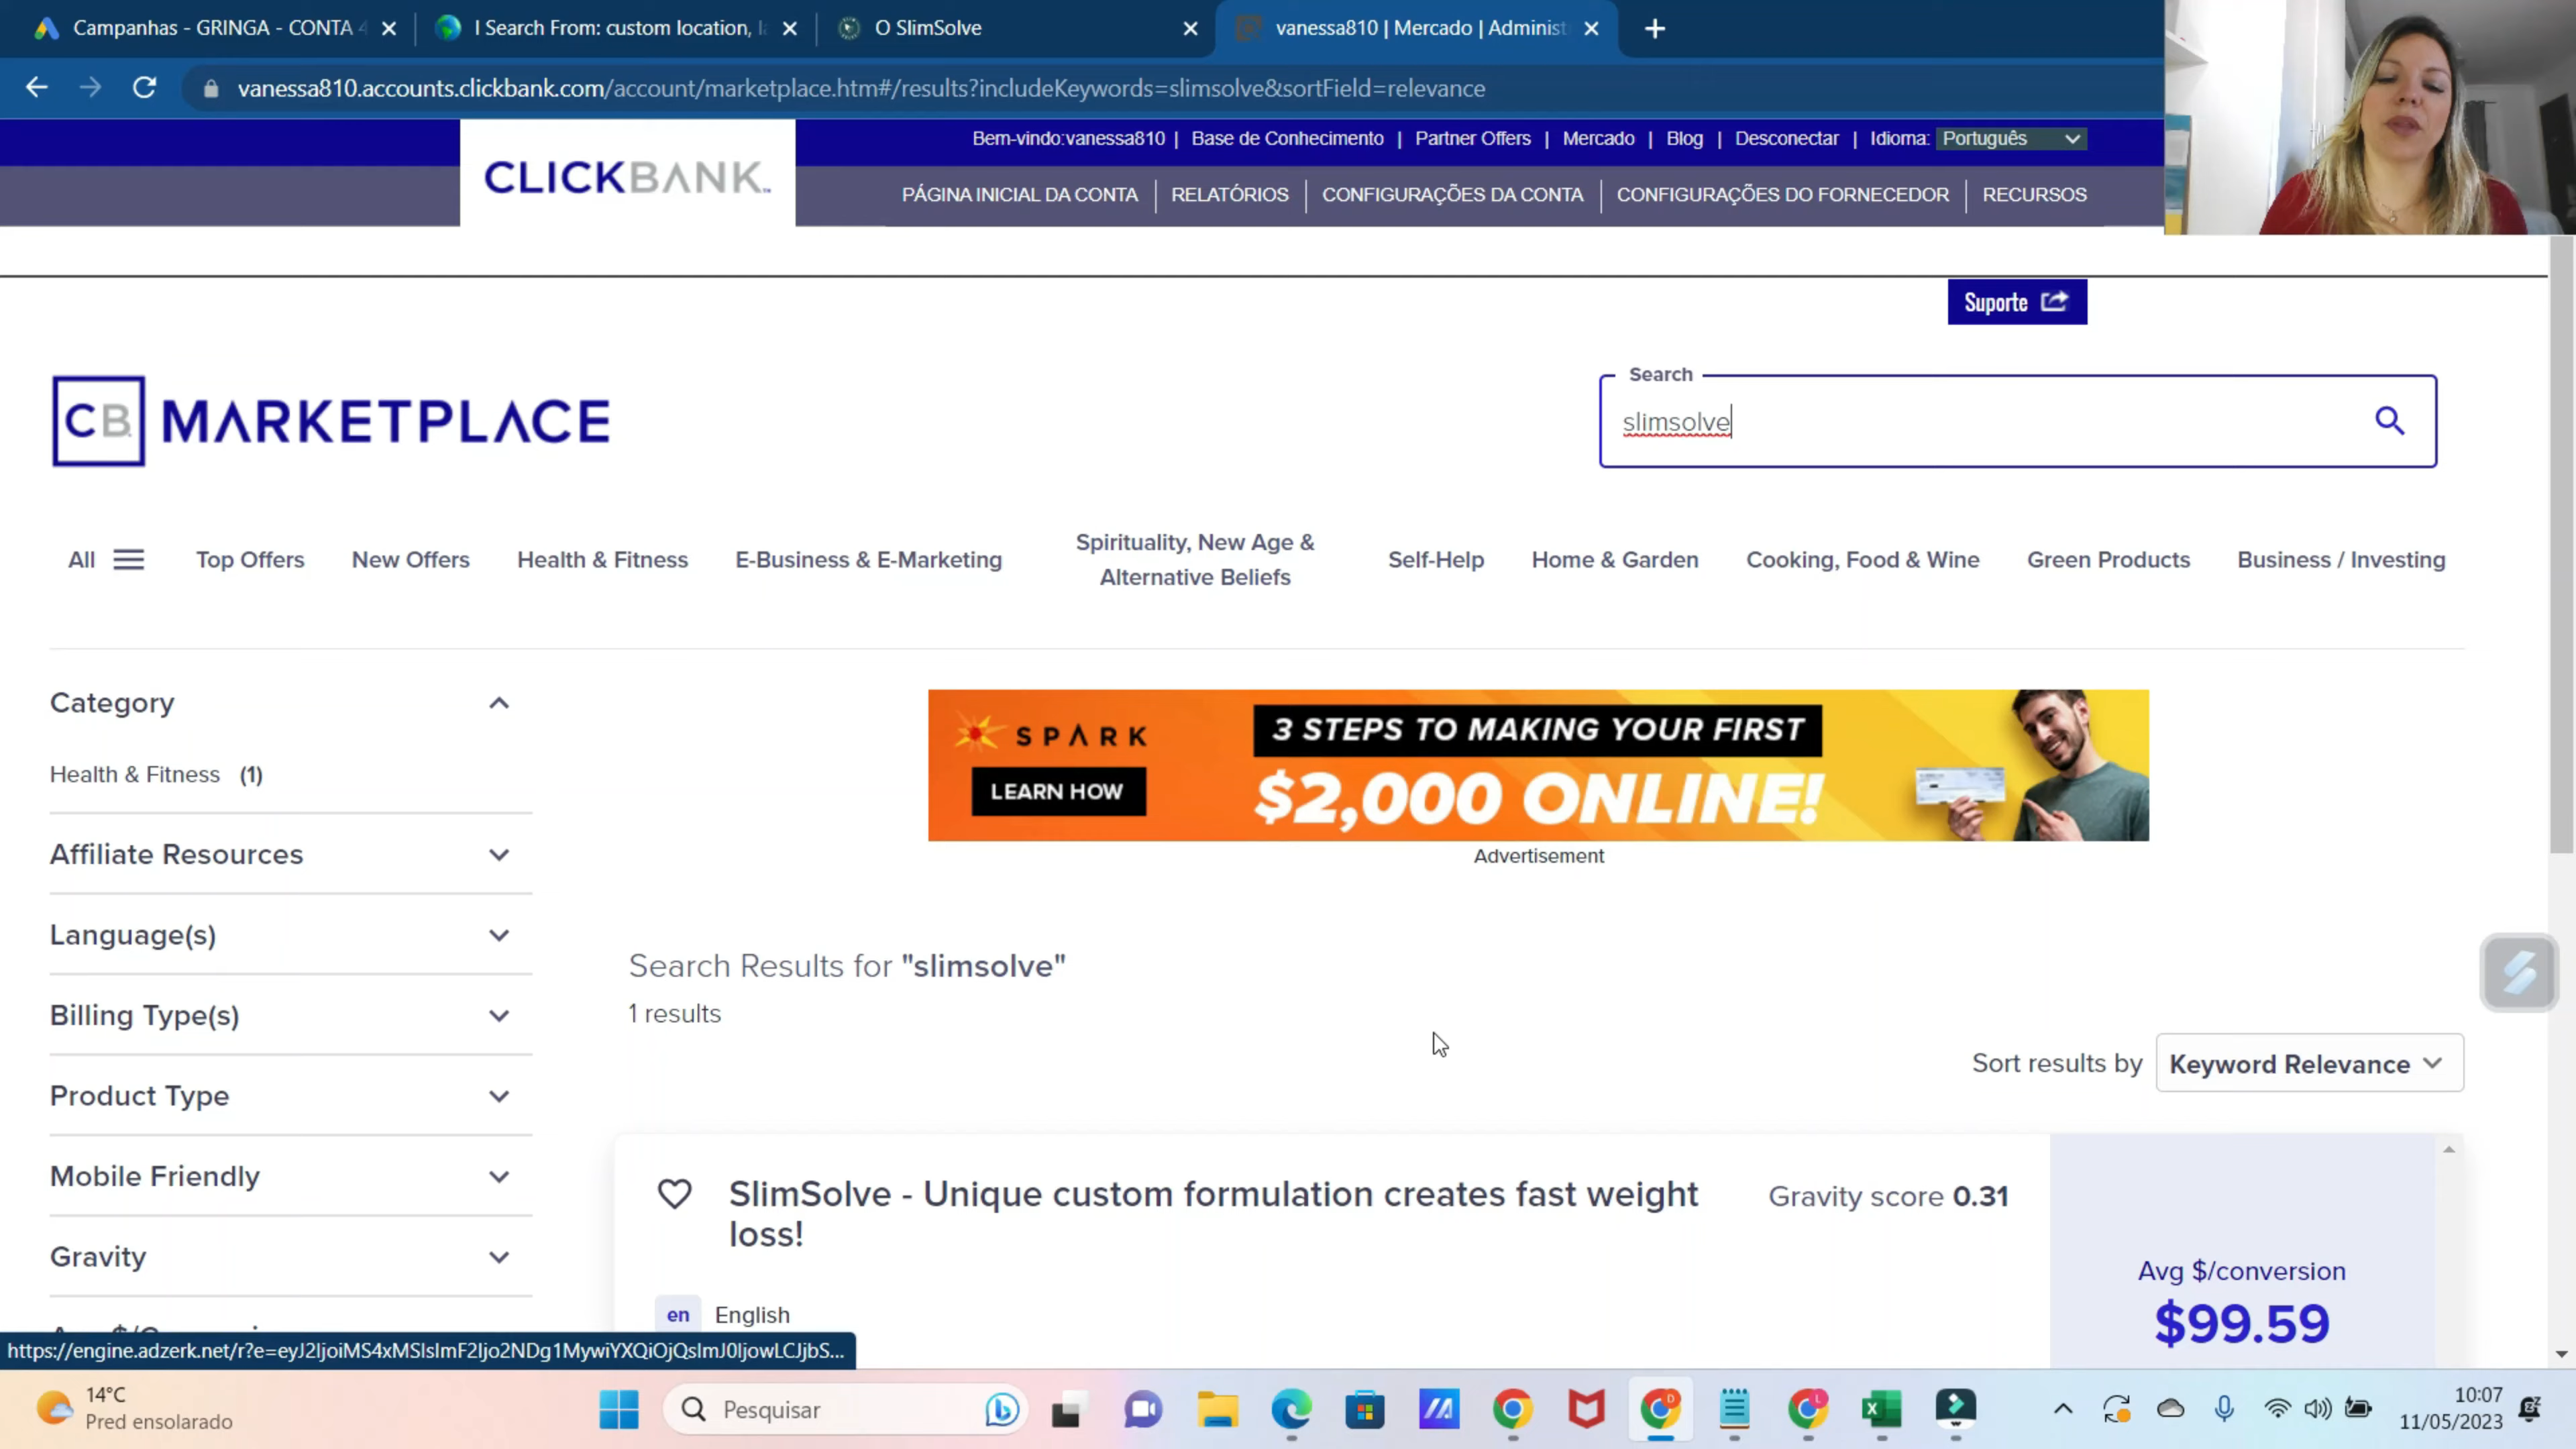 Campanhas - GRINGA - CONTA 4
I Search From: custom location, la
O SlimSolve
vanessa810 | Mercado | Administ
vanessa810.accounts.clickbank.com/account/marketplace.htm#/results?includeKeywords=slimsolve&sortField=relevance
Bem-vindo:vanessa810 | Base de Conhecimento | Partner Offers | Mercado | Blog | Desconectar | Idioma: Português
CLICKBANK
PÁGINA INICIAL DA CONTA | RELATÓRIOS | CONFIGURAÇÕES DA CONTA | CONFIGURAÇÕES DO FORNECEDOR | RECURSOS
Suporte
CB MARKETPLACE
Search
slimsolve
All Top Offers New Offers Health & Fitness E-Business & E-Marketing Spirituality, New Age & Alternative Beliefs Self-Help Home & Garden Cooking, Food & Wine Green Products Business / Investing
Category
Health & Fitness (1)
Affiliate Resources
Language(s)
Billing Type(s)
Product Type
Mobile Friendly
Gravity
SPARK
LEARN HOW
3 STEPS TO MAKING YOUR FIRST
$2,000 ONLINE!
Advertisement
Search Results for "slimsolve"
1 results
Sort results by Keyword Relevance
SlimSolve - Unique custom formulation creates fast weight
loss!
Gravity score 0.31
en English
Avg $/conversion
$99.59
https://engine.adzerk.net/r?e=eyJ2IjoiMS4xMSIsImF2Ijo2NDg1MywiYXQiOjQsImJ0IjowLCJjbS...
14°C
Pred ensolarado
Pesquisar
10:07
11/05/2023